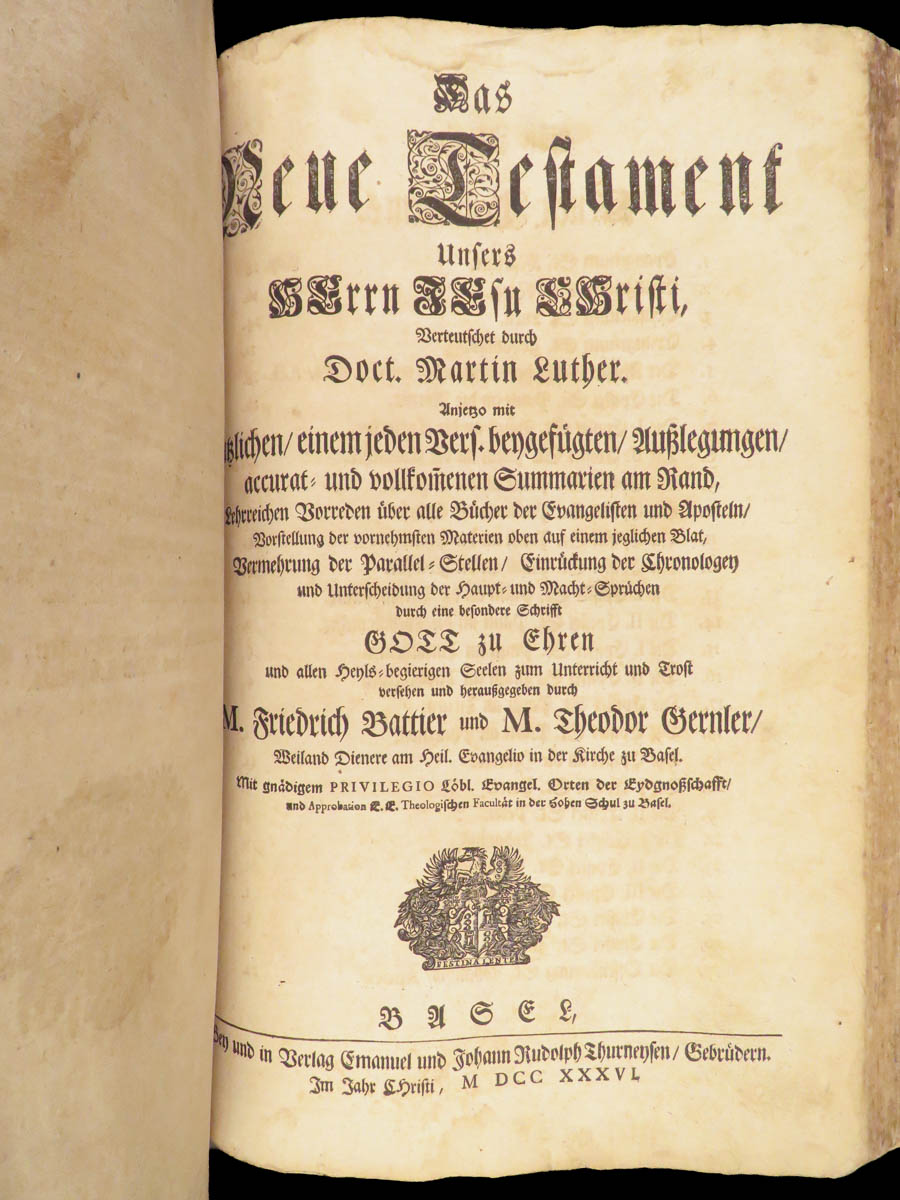 Das
Neue Testament
Unsers
HErrn JEsu CHristi,
Verteutschet durch
Doct. Martin Luther.
Anjetzo mit
tzlichen/ einem jeden Vers. beygefügten/ Außlegungen/
accurat- und vollkom̃enen Summarien am Rand,
Lehrreichen Vorreden über alle Bücher der Evangelisten und Aposteln/
Vorstellung der vornehmsten Materien oben auf einem jeglichen Blat,
Vermehrung der Parallel-Stellen/ Einrückung der Chronologey
und Unterscheidung der Haupt- und Macht-Sprüchen
durch eine besondere Schrifft
GOTT zu Ehren
und allen Heyls-begierigen Seelen zum Unterricht und Trost
versehen und heraußgegeben durch
M. Friedrich Battier und M. Theodor Gernler/
Weiland Dienere am Heil. Evangelio in der Kirche zu Basel.
Mit gnädigem PRIVILEGIO Löbl. Evangel. Orten der Eydgnoßschafft/
und Approbation E. E. Theologischen Facultät in der hohen Schul zu Basel.
FESTINA LENTE
BASEL,
Bey und in Verlag Emanuel und Johann Rudolph Thurneysen/ Gebrüdern.
Im Jahr CHristi, M DCC XXXVI.